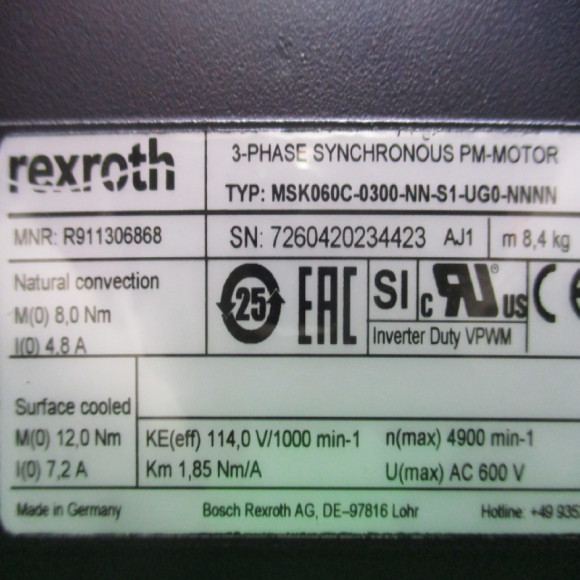 rexroth
3-PHASE SYNCHRONOUS PM-MOTOR
TYP: MSK060C-0300-NN-S1-UG0-NNNN
MNR: R911306868
SN: 7260420234423 AJ1
m 8,4 kg
Natural convection
M(0) 8,0 Nm
I(0) 4,8 A
25
EAC
SI
c RU ® US
CE
Inverter Duty VPWM
Surface cooled
M(0) 12,0 Nm
I(0) 7,2 A
KE(eff) 114,0 V/1000 min-1
Km 1,85 Nm/A
n(max) 4900 min-1
U(max) AC 600 V
Made in Germany
Bosch Rexroth AG, DE-97816 Lohr
Hotline: +49 935